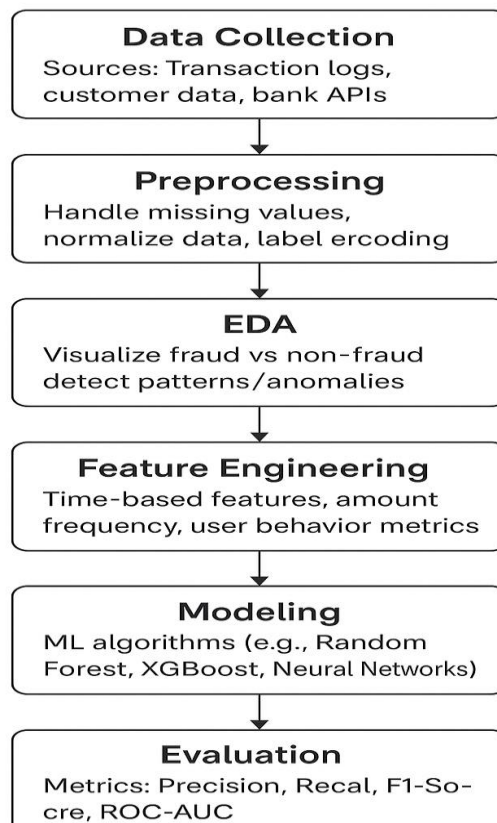 Data Collection
Sources: Transaction logs,
customer data, bank APIs
Preprocessing
Handle missing values,
normalize data, label ercoding
EDA
Visualize fraud vs non-fraud
detect patterns/anomalies
Feature Engineering
Time-based features, amount
frequency, user behavior metrics
Modeling
ML algorithms (e.g., Random
Forest, XGBoost, Neural Networks)
Evaluation
Metrics: Precision, Recal, F1-So-
cre, ROC-AUC